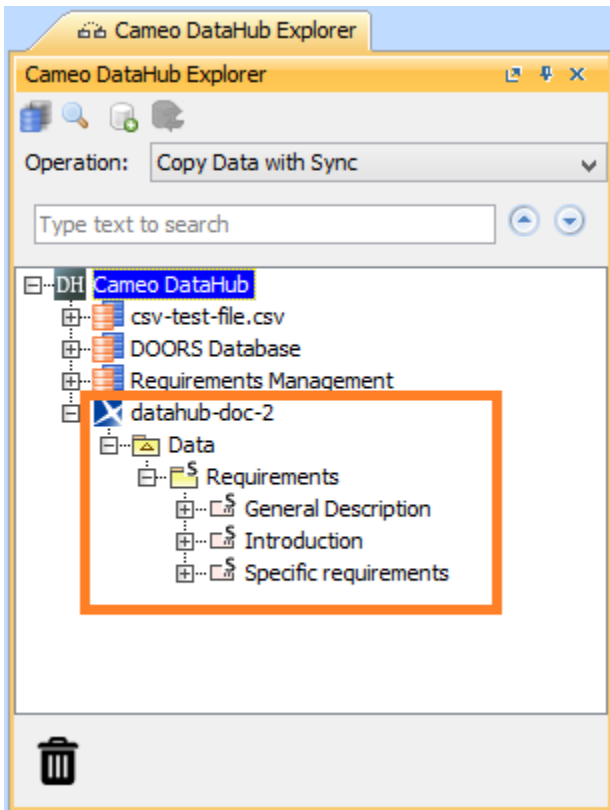 Cameo DataHub Explorer
Cameo DataHub Explorer
Operation: Copy Data with Sync
Type text to search
DH Cameo DataHub
csv-test-file.csv
DOORS Database
Requirements Management
datahub-doc-2
Data
S Requirements
S General Description
S Introduction
S Specific requirements